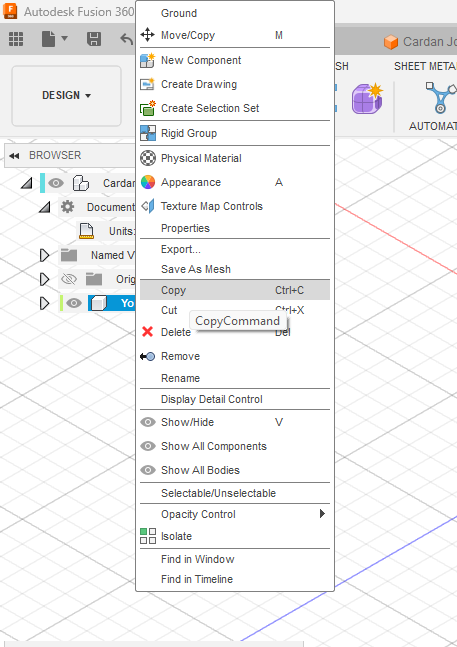 Autodesk Fusion 360
Cardan Jo
SH
SHEET METAL
DESIGN
AUTOMAT
BROWSER
Cardan
Document
Units:
Named V
Orig
Yo
Ground
Move/Copy M
New Component
Create Drawing
Create Selection Set
Rigid Group
Physical Material
Appearance A
Texture Map Controls
Properties
Export...
Save As Mesh
Copy Ctrl+C
Cut Ctrl+X
CopyCommand
Delete Del
Remove
Rename
Display Detail Control
Show/Hide V
Show All Components
Show All Bodies
Selectable/Unselectable
Opacity Control
Isolate
Find in Window
Find in Timeline